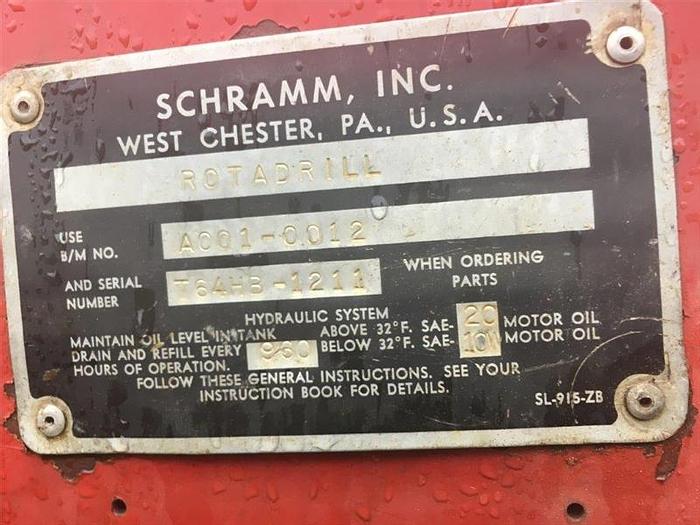 SCHRAMM, INC.
WEST CHESTER, PA., U.S.A.
ROTADRILL
USE
B/M NO. A001-0012
AND SERIAL
NUMBER T64HB-1211
WHEN ORDERING
PARTS
HYDRAULIC SYSTEM
MAINTAIN OIL LEVEL IN TANK ABOVE 32°F. SAE-20 MOTOR OIL
DRAIN AND REFILL EVERY 960 BELOW 32°F. SAE-10W MOTOR OIL
HOURS OF OPERATION.
FOLLOW THESE GENERAL INSTRUCTIONS. SEE YOUR
INSTRUCTION BOOK FOR DETAILS.
SL-915-ZB